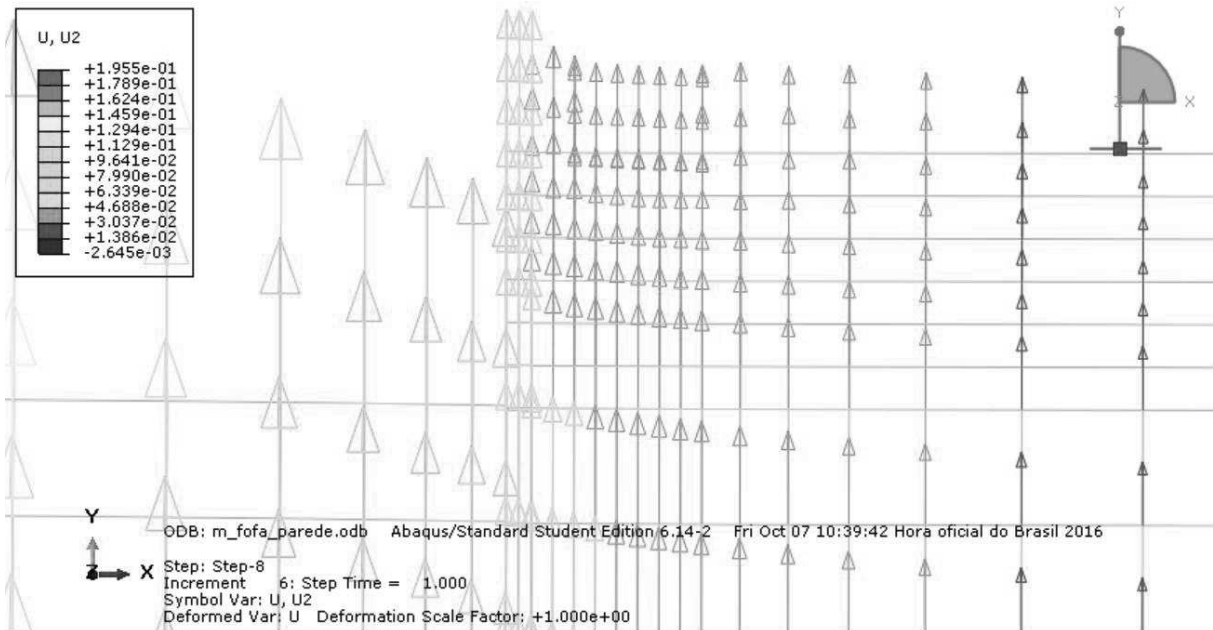 U, U2
+1.955e-01
+1.789e-01
+1.624e-01
+1.459e-01
+1.294e-01
+1.129e-01
+9.641e-02
+7.990e-02
+6.339e-02
+4.688e-02
+3.037e-02
+1.386e-02
-2.645e-03
Y
Z X
Y
Z X
ODB: m_fofa_parede.odb Abaqus/Standard Student Edition 6.14-2 Fri Oct 07 10:39:42 Hora oficial do Brasil 2016
Step: Step-8
Increment 6: Step Time = 1.000
Symbol Var: U, U2
Deformed Var: U Deformation Scale Factor: +1.000e+00